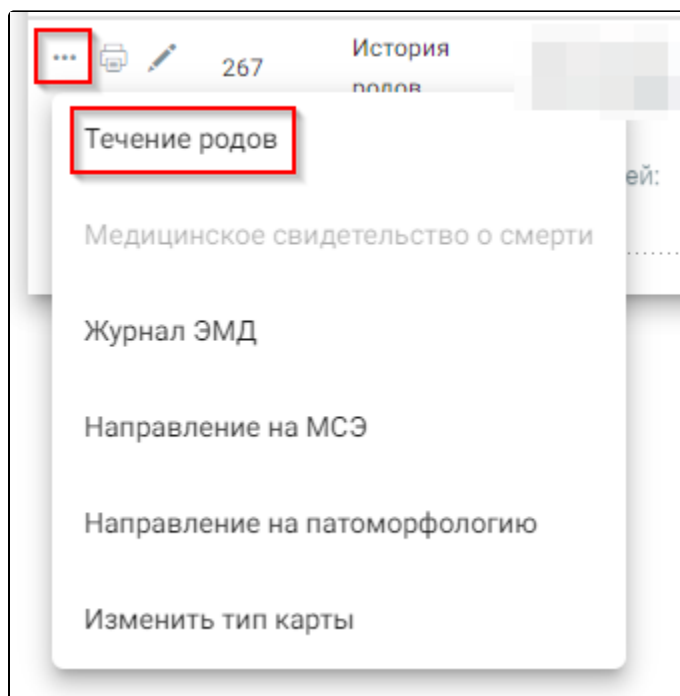 267
История
родов
ей:
Течение родов
Медицинское свидетельство о смерти
Журнал ЭМД
Направление на МСЭ
Направление на патоморфологию
Изменить тип карты